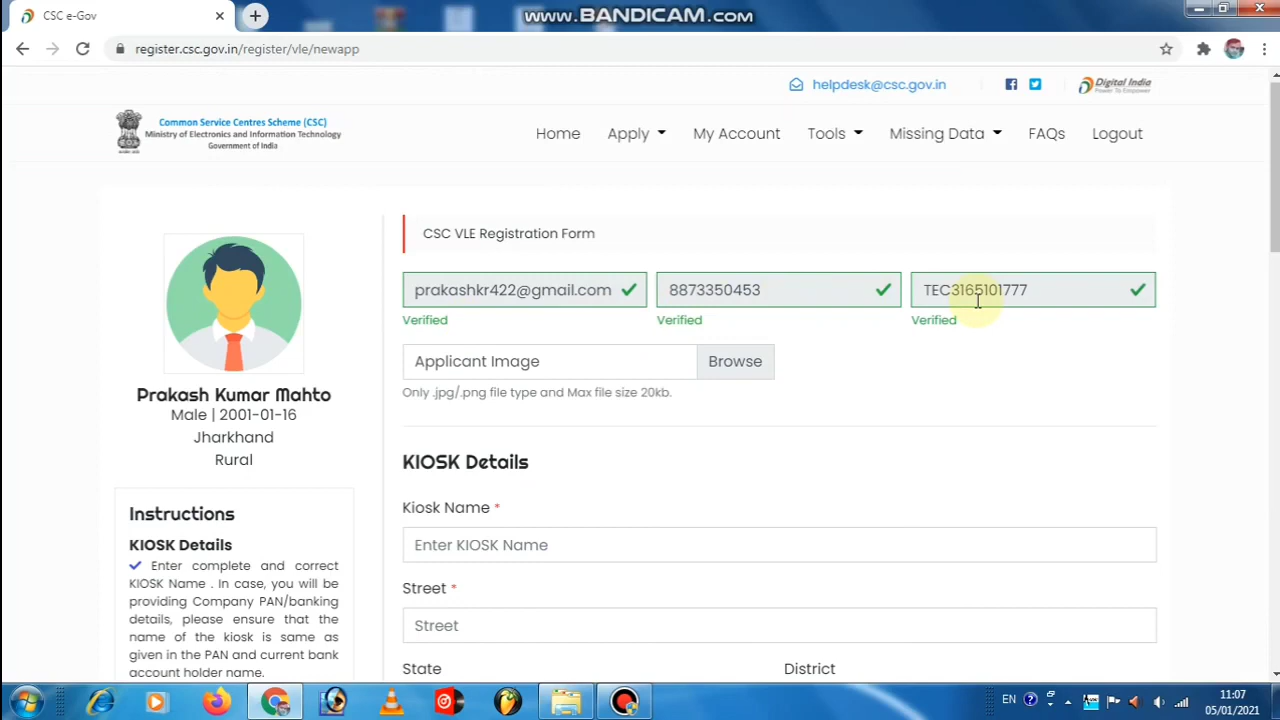 CSC e-Gov
www.BANDICAM.com
register.csc.gov.in/register/vle/newapp
helpdesk@csc.gov.in
Digital India
Power To Empower
Common Service Centres Scheme (CSC)
Ministry of Electronics and Information Technology
Government of India
Home
Apply
My Account
Tools
Missing Data
FAQs
Logout
Prakash Kumar Mahto
Male | 2001-01-16
Jharkhand
Rural
Instructions
KIOSK Details
Enter complete and correct
KIOSK Name . In case, you will be
providing Company PAN/banking
details, please ensure that the
name of the kiosk is same as
given in the PAN and current bank
account holder name.
CSC VLE Registration Form
prakashkr422@gmail.com
8873350453
TEC3165101777
Verified
Verified
Verified
Applicant Image
Browse
Only .jpg/.png file type and Max file size 20kb.
KIOSK Details
Kiosk Name *
Enter KIOSK Name
Street *
Street
State
District
EN
11:07
05/01/2021